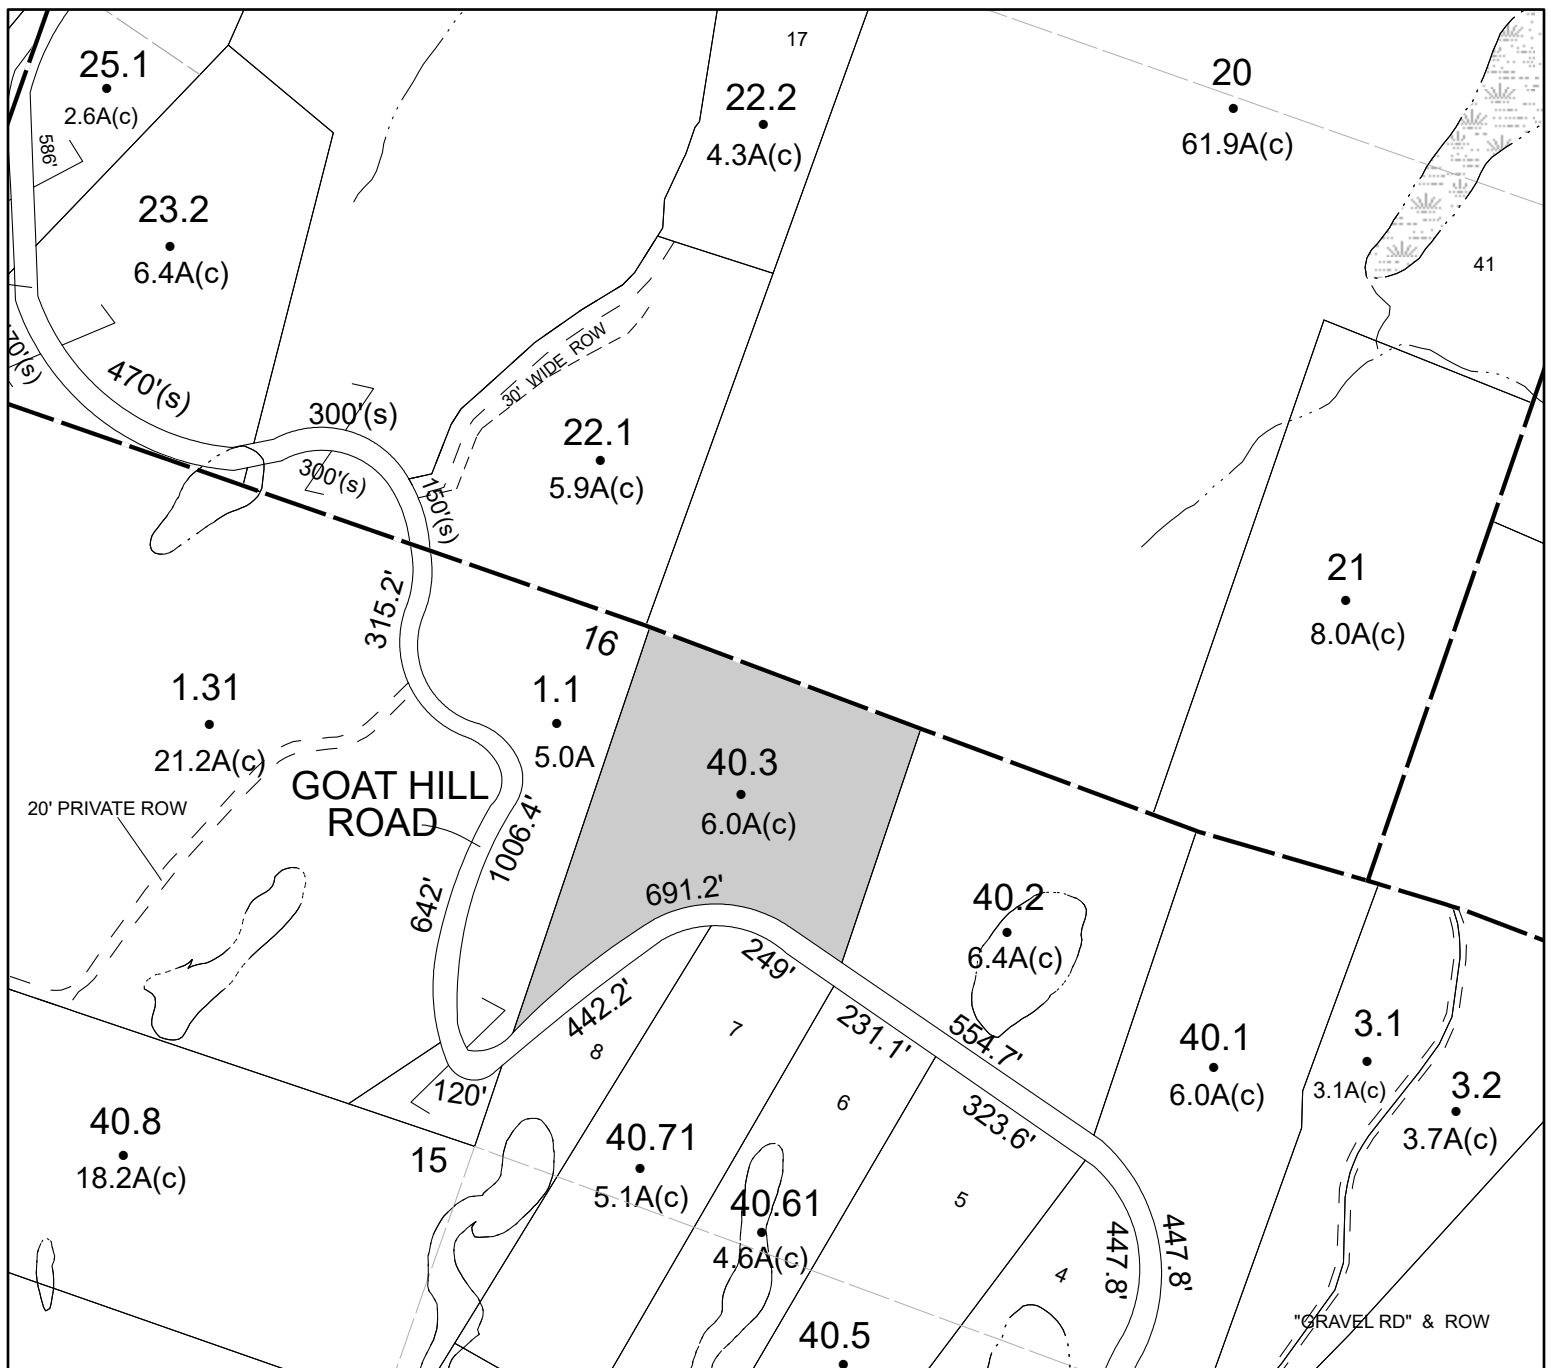 25.1
2.6A(c)
586'
17
22.2
4.3A(c)
20
61.9A(c)
23.2
6.4A(c)
41
70'(s)
470'(s)
300'(s)
300'(s)
30' WIDE ROW
22.1
5.9A(c)
150'(s)
315.2'
16
21
8.0A(c)
1.31
21.2A(c)
1.1
5.0A
40.3
6.0A(c)
20' PRIVATE ROW
GOAT HILL
ROAD
1006.4'
642'
691.2'
40.2
6.4A(c)
249'
442.2'
231.1'
554.7'
7
8
40.1
6.0A(c)
3.1
3.1A(c)
3.2
3.7A(c)
120'
6
323.6'
40.8
18.2A(c)
15
40.71
5.1A(c)
40.61
4.6A(c)
5
4
447.8'
447.8'
40.5
"GRAVEL RD" & ROW